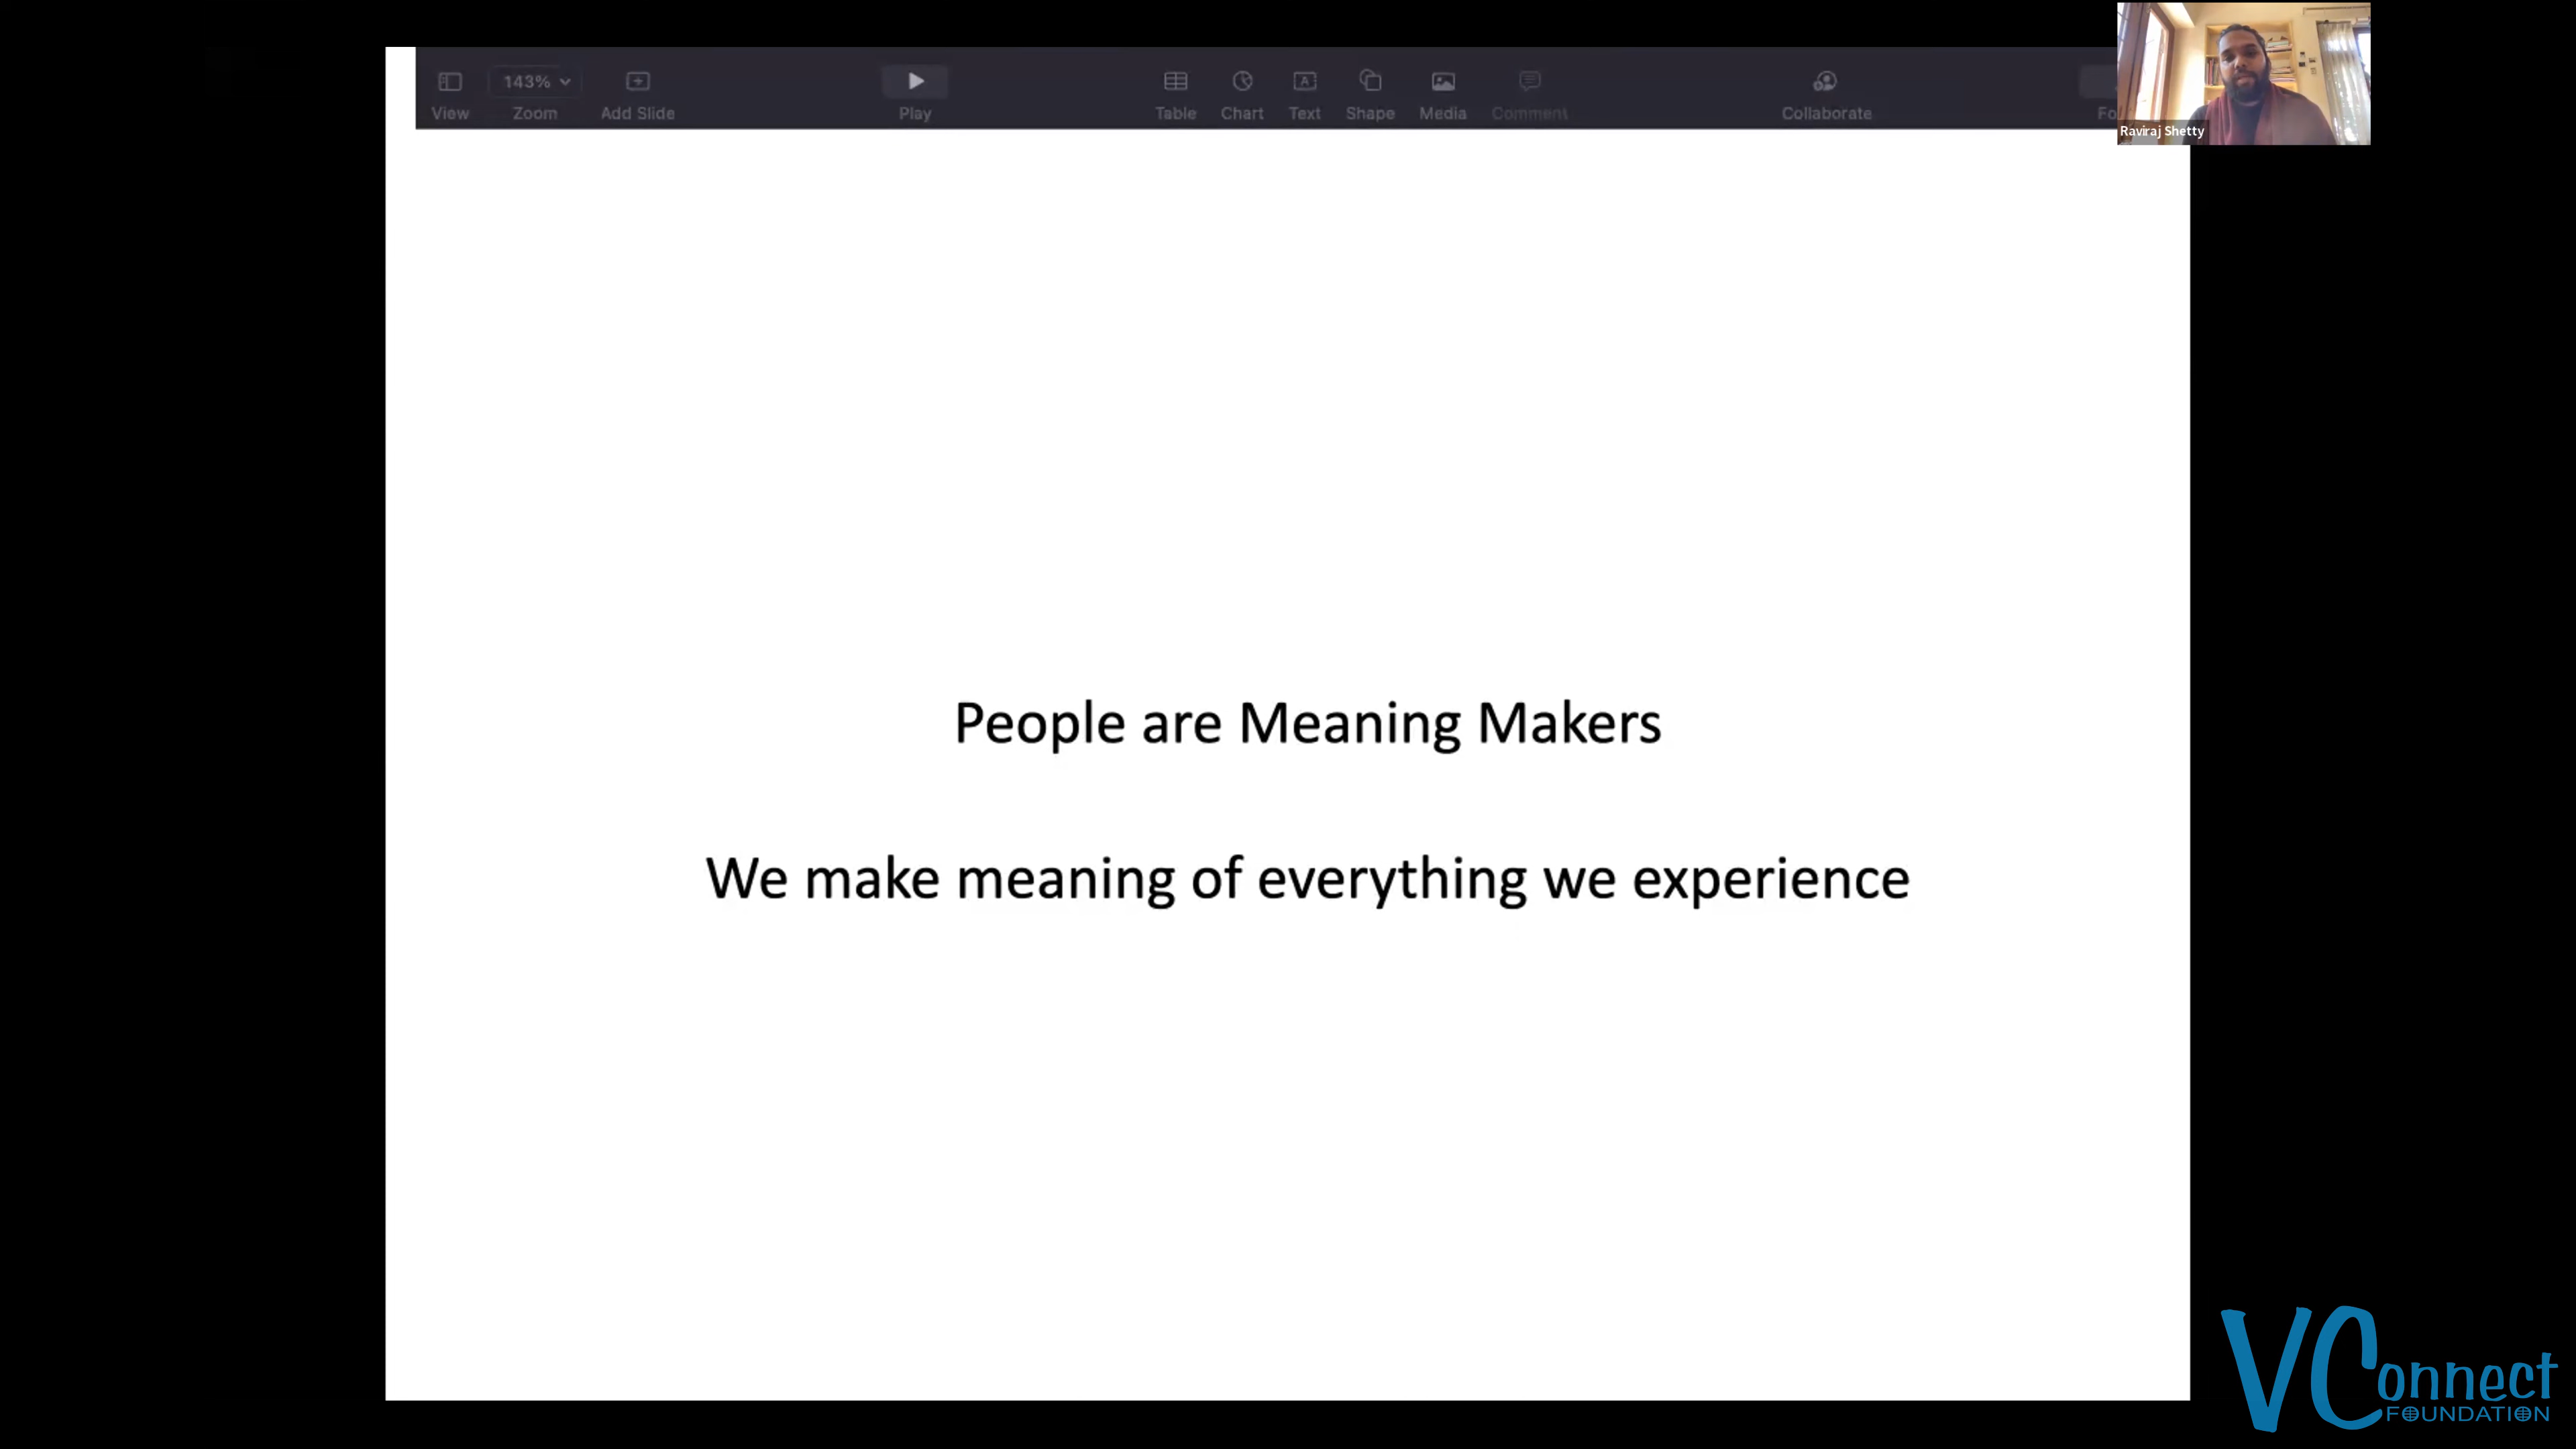 143%
View
Zoom
Add Slide
Play
Table
Chart
Text
Shape
Media
Comment
Collaborate
Raviraj Shetty
People are Meaning Makers
We make meaning of everything we experience
VConnect
FOUNDATION